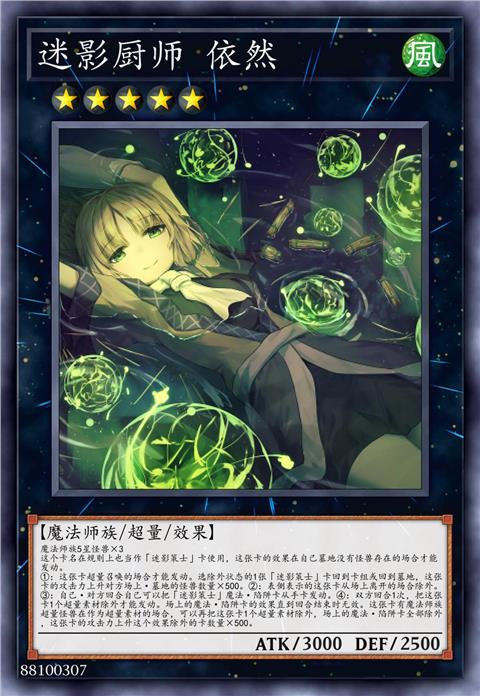 迷影厨师 依然
風
【魔法师族/超量/效果】
魔法师族5星怪兽×3
这个卡名在规则上也当作「迷影策士」卡使用，这张卡的效果在自己墓地没有怪兽存在的场合才能
发动。
①：这张卡超量召唤的场合才能发动。选除外状态的1张「迷影策士」卡回到卡组或回到墓地，这张
卡的攻击力上升对方场上·墓地的怪兽数量×500。②：表侧表示的这张卡从场上离开的场合除外。
③：自己·对方回合自己可以把「迷影策士」魔法·陷阱卡从手卡发动。④：双方回合1次，把这张
卡1个超量素材除外才能发动。场上的魔法·陷阱卡的效果直到回合结束时无效。这张卡有魔法师族
超量怪兽在作为超量素材的场合，可以再把这张卡1个超量素材除外，场上的魔法·陷阱卡全部除外
，这张卡的攻击力上升这个效果除外的卡数量×500。
ATK/3000 DEF/2500
88100307